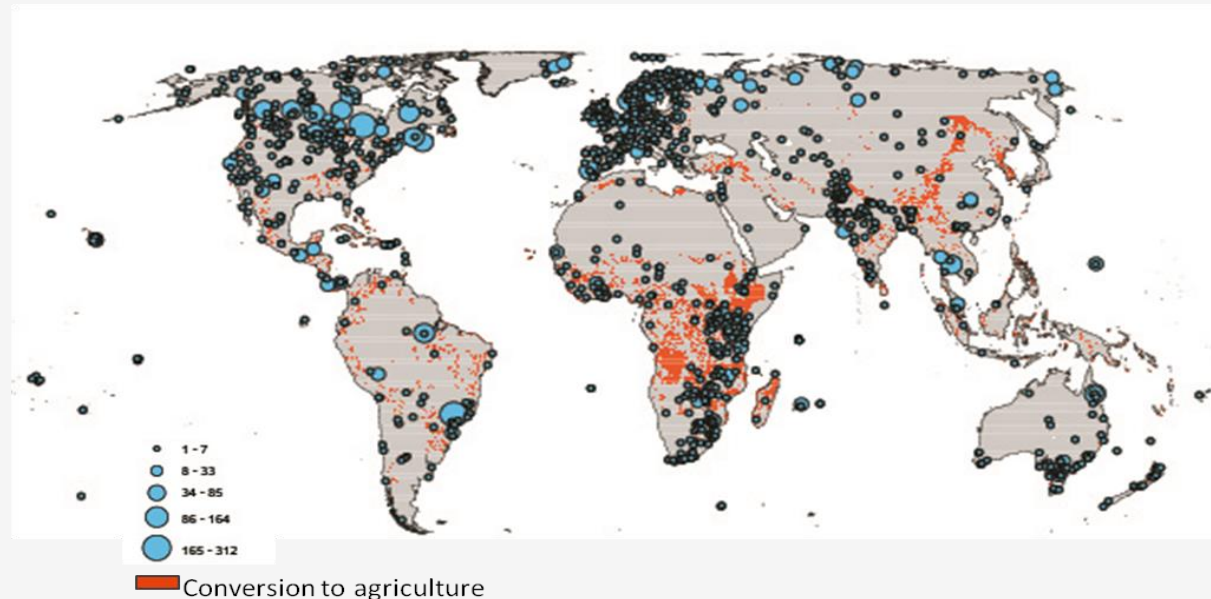 1 - 7
8 - 33
34 - 85
86 - 164
165 - 312
Conversion to agriculture